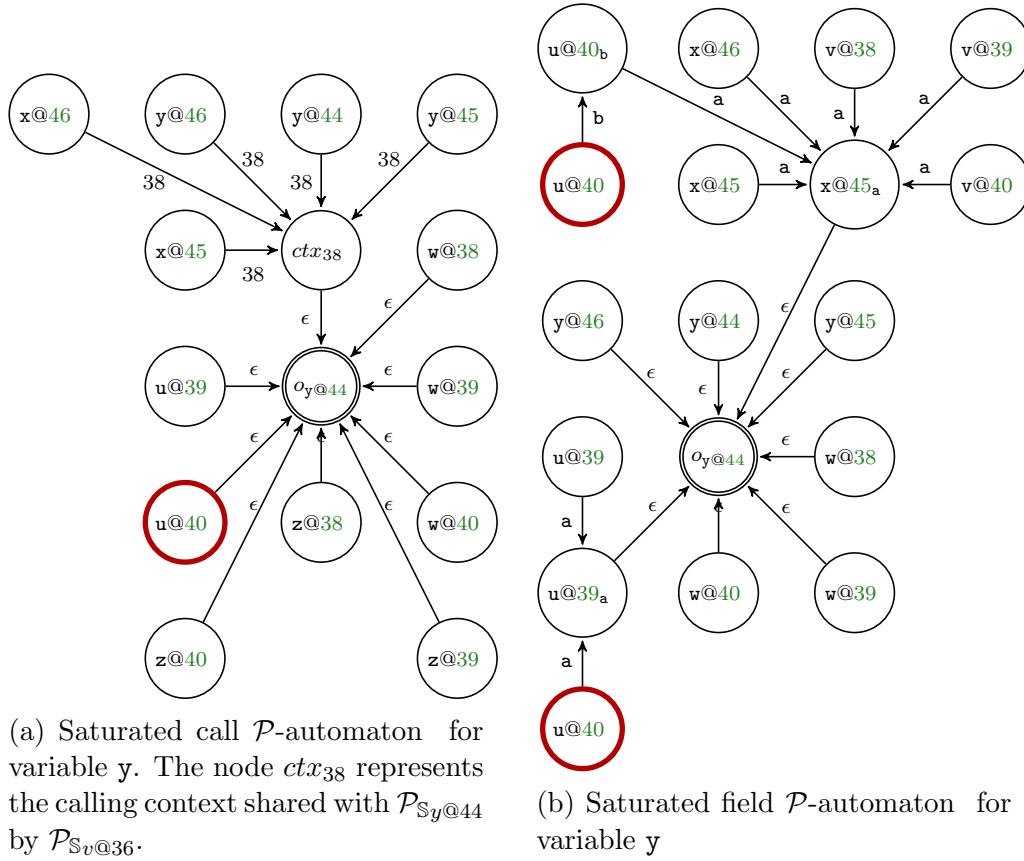 x@46
y@46
y@44
y@45
38
38
38
38
x@45
38
ctx38
w@38
ϵ
ϵ
u@39
ϵ
oy@44
ϵ
w@39
ϵ
ϵ
ϵ
ϵ
ϵ
u@40
z@38
w@40
z@40
z@39
(a) Saturated call P-automaton for
variable y. The node ctx38 represents
the calling context shared with P𝕊y@44
by P𝕊v@36.
u@40b
x@46
v@38
v@39
b
a
a
a
a
u@40
x@45
a
x@45a
a
v@40
ϵ
y@46
y@44
y@45
ϵ
ϵ
ϵ
u@39
oy@44
ϵ
w@38
a
ϵ
ϵ
ϵ
u@39a
w@40
w@39
a
u@40
(b) Saturated field P-automaton for
variable y